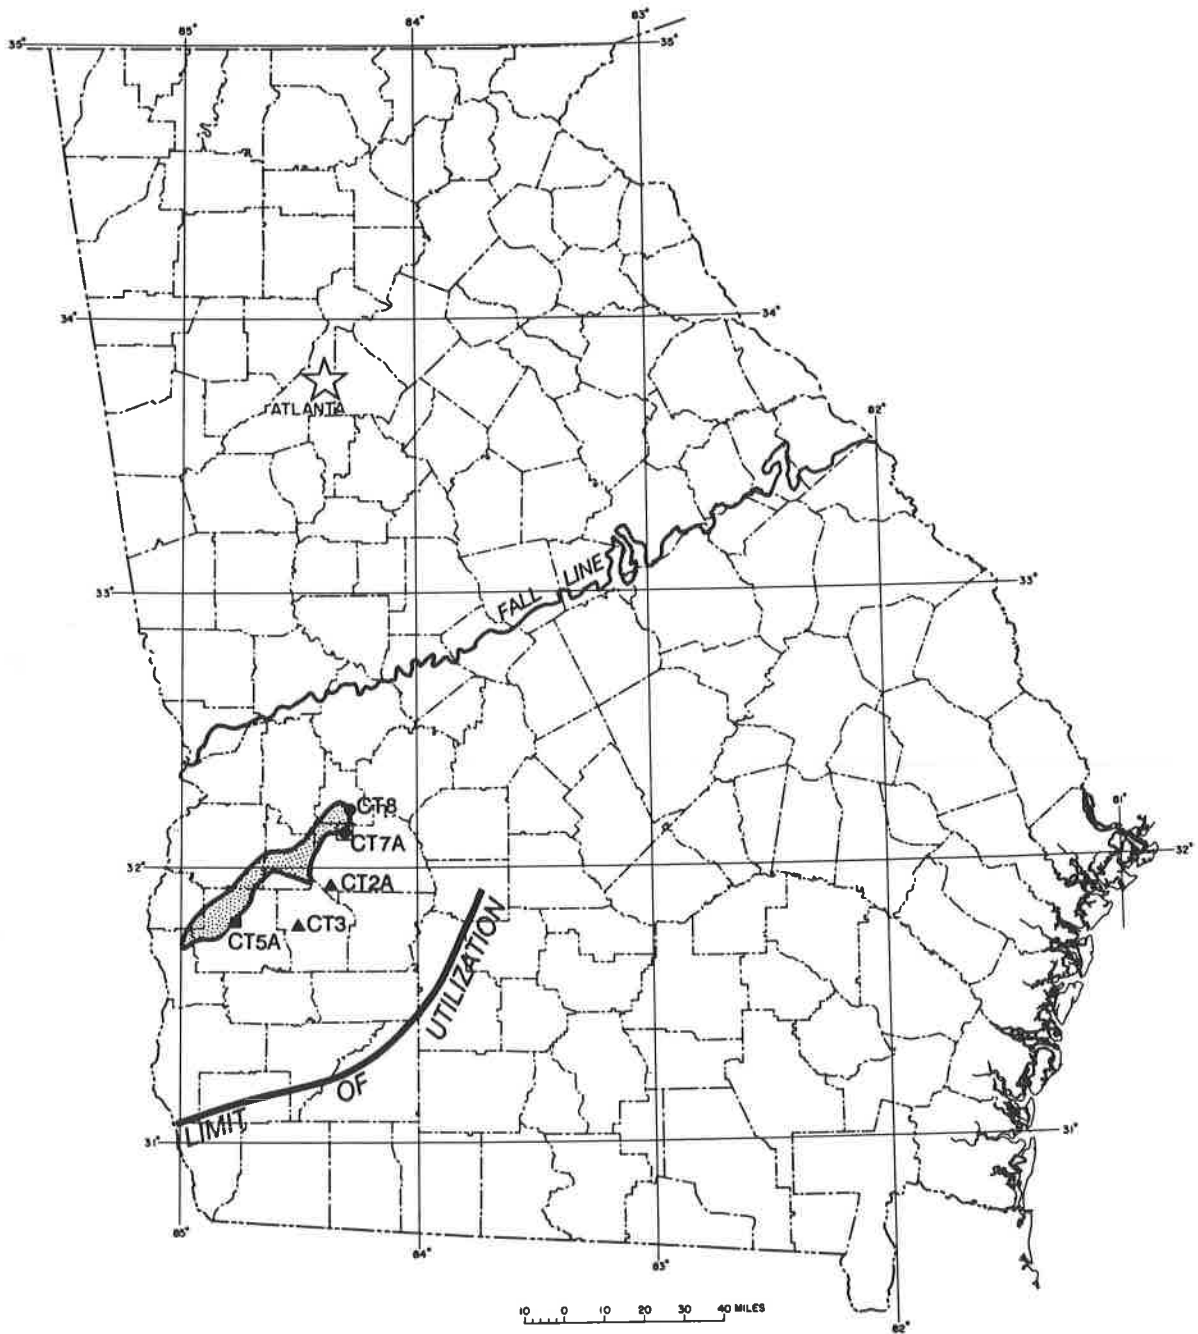 85°
84°
83°
35°
35°
34°
34°
ATLANTA
82°
FALL LINE
33°
33°
CT8
CT7A
81°
32°
32°
CT2A
CT5A
CT3
LIMIT OF UTILIZATION
31°
31°
85°
84°
83°
82°
10 0 10 20 30 40 MILES